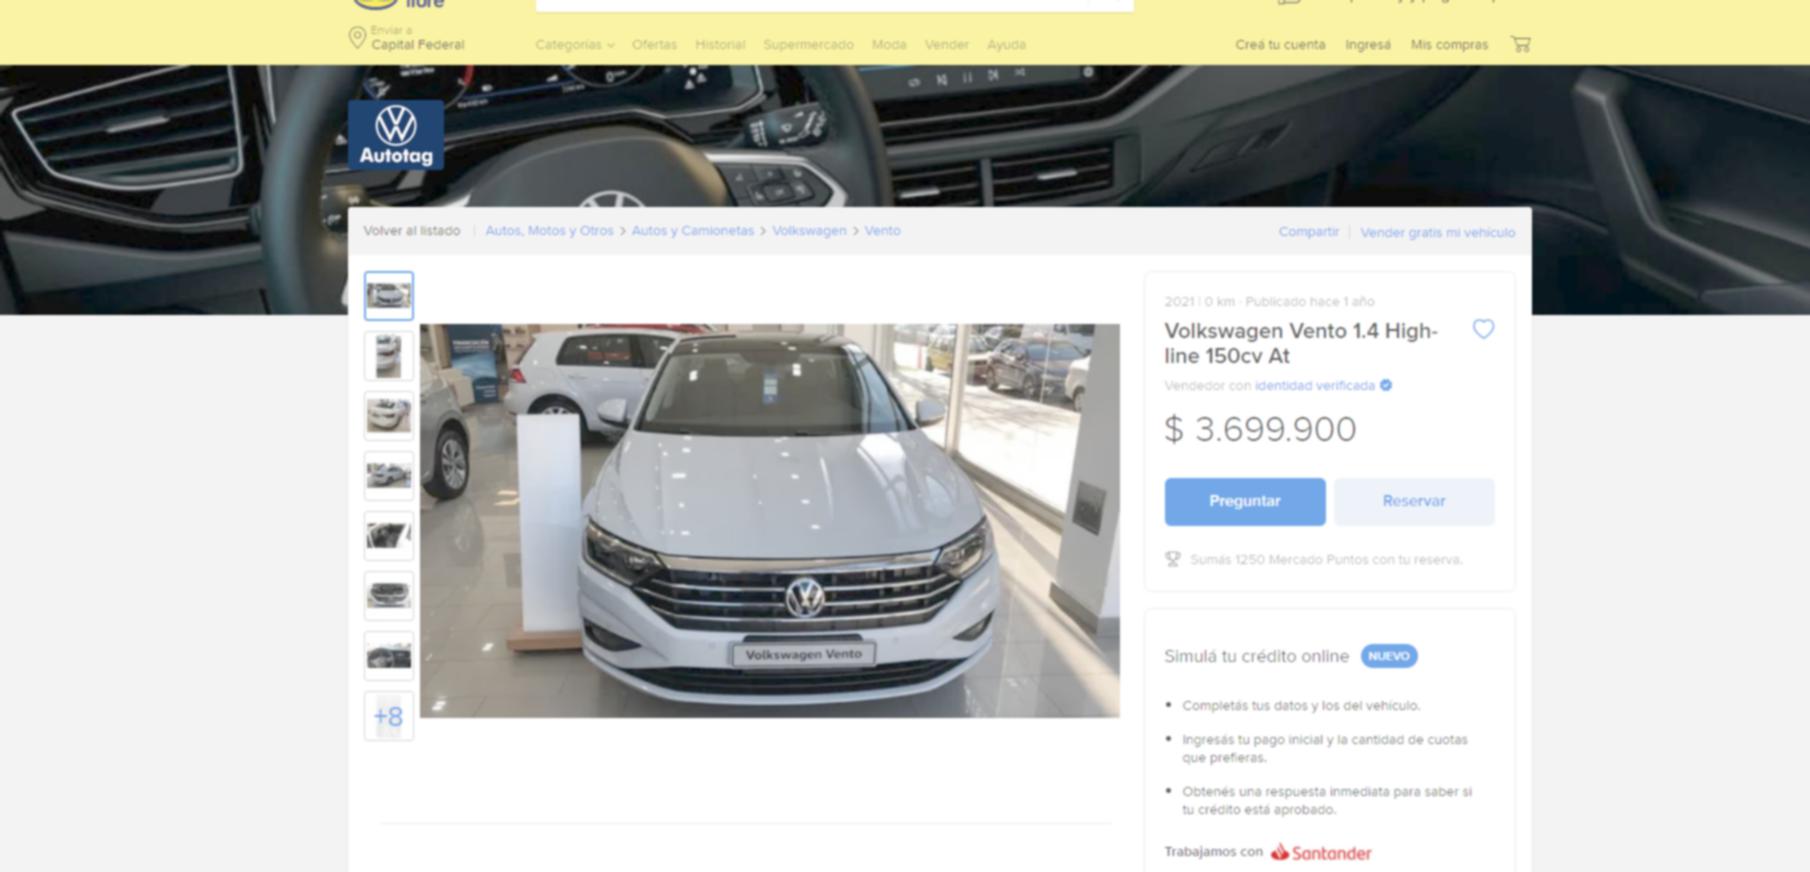 libre
Enviar a
Capital Federal
Categorías
Ofertas
Historial
Supermercado
Moda
Vender
Ayuda
Creá tu cuenta
Ingresá
Mis compras
Autotag
Volver al listado
Autos, Motos y Otros > Autos y Camionetas > Volkswagen > Vento
Compartir
Vender gratis mi vehículo
2021 | 0 km · Publicado hace 1 año
Volkswagen Vento 1.4 High-
line 150cv At
Vendedor con identidad verificada
$ 3.699.900
Preguntar
Reservar
Sumás 1250 Mercado Puntos con tu reserva.
Volkswagen Vento
+8
Simulá tu crédito online NUEVO
• Completás tus datos y los del vehículo.
• Ingresás tu pago inicial y la cantidad de cuotas
que prefieras.
• Obtenés una respuesta inmediata para saber si
tu crédito está aprobado.
Trabajamos con Santander